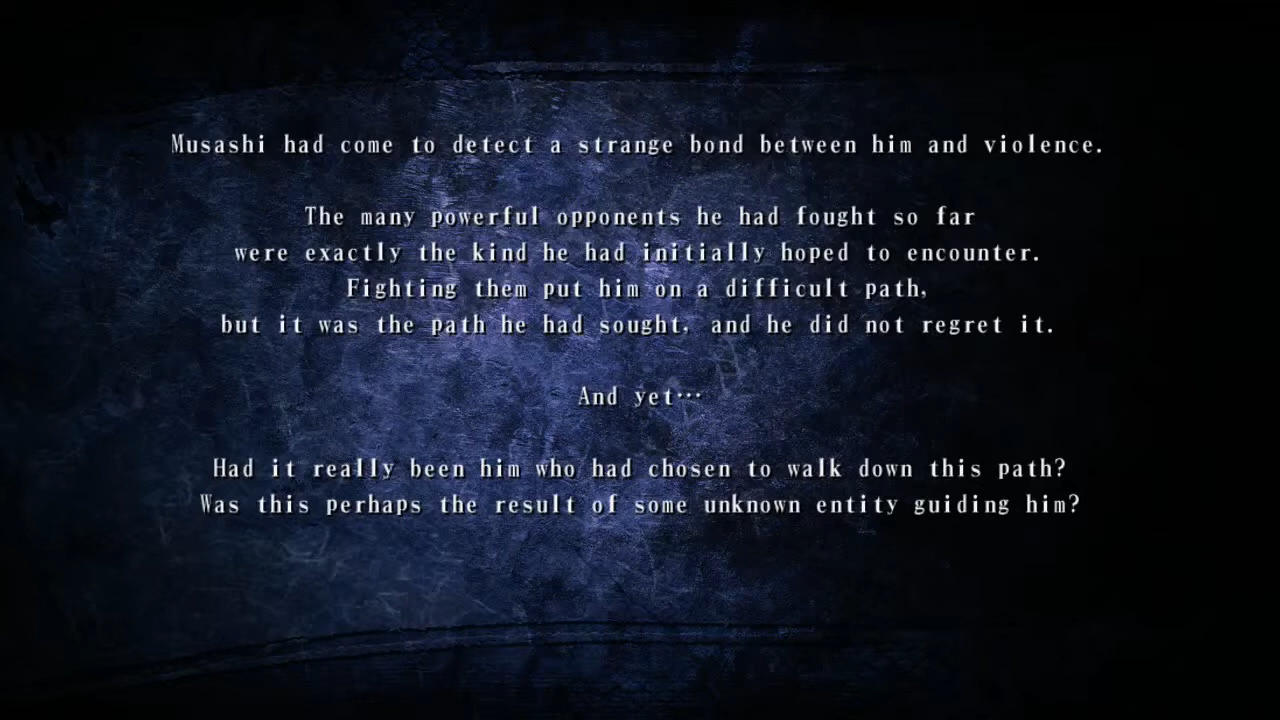 Musashi had come to detect a strange bond between him and violence.
The many powerful opponents he had fought so far
were exactly the kind he had initially hoped to encounter.
Fighting them put him on a difficult path,
but it was the path he had sought, and he did not regret it.
And yet…
Had it really been him who had chosen to walk down this path?
Was this perhaps the result of some unknown entity guiding him?